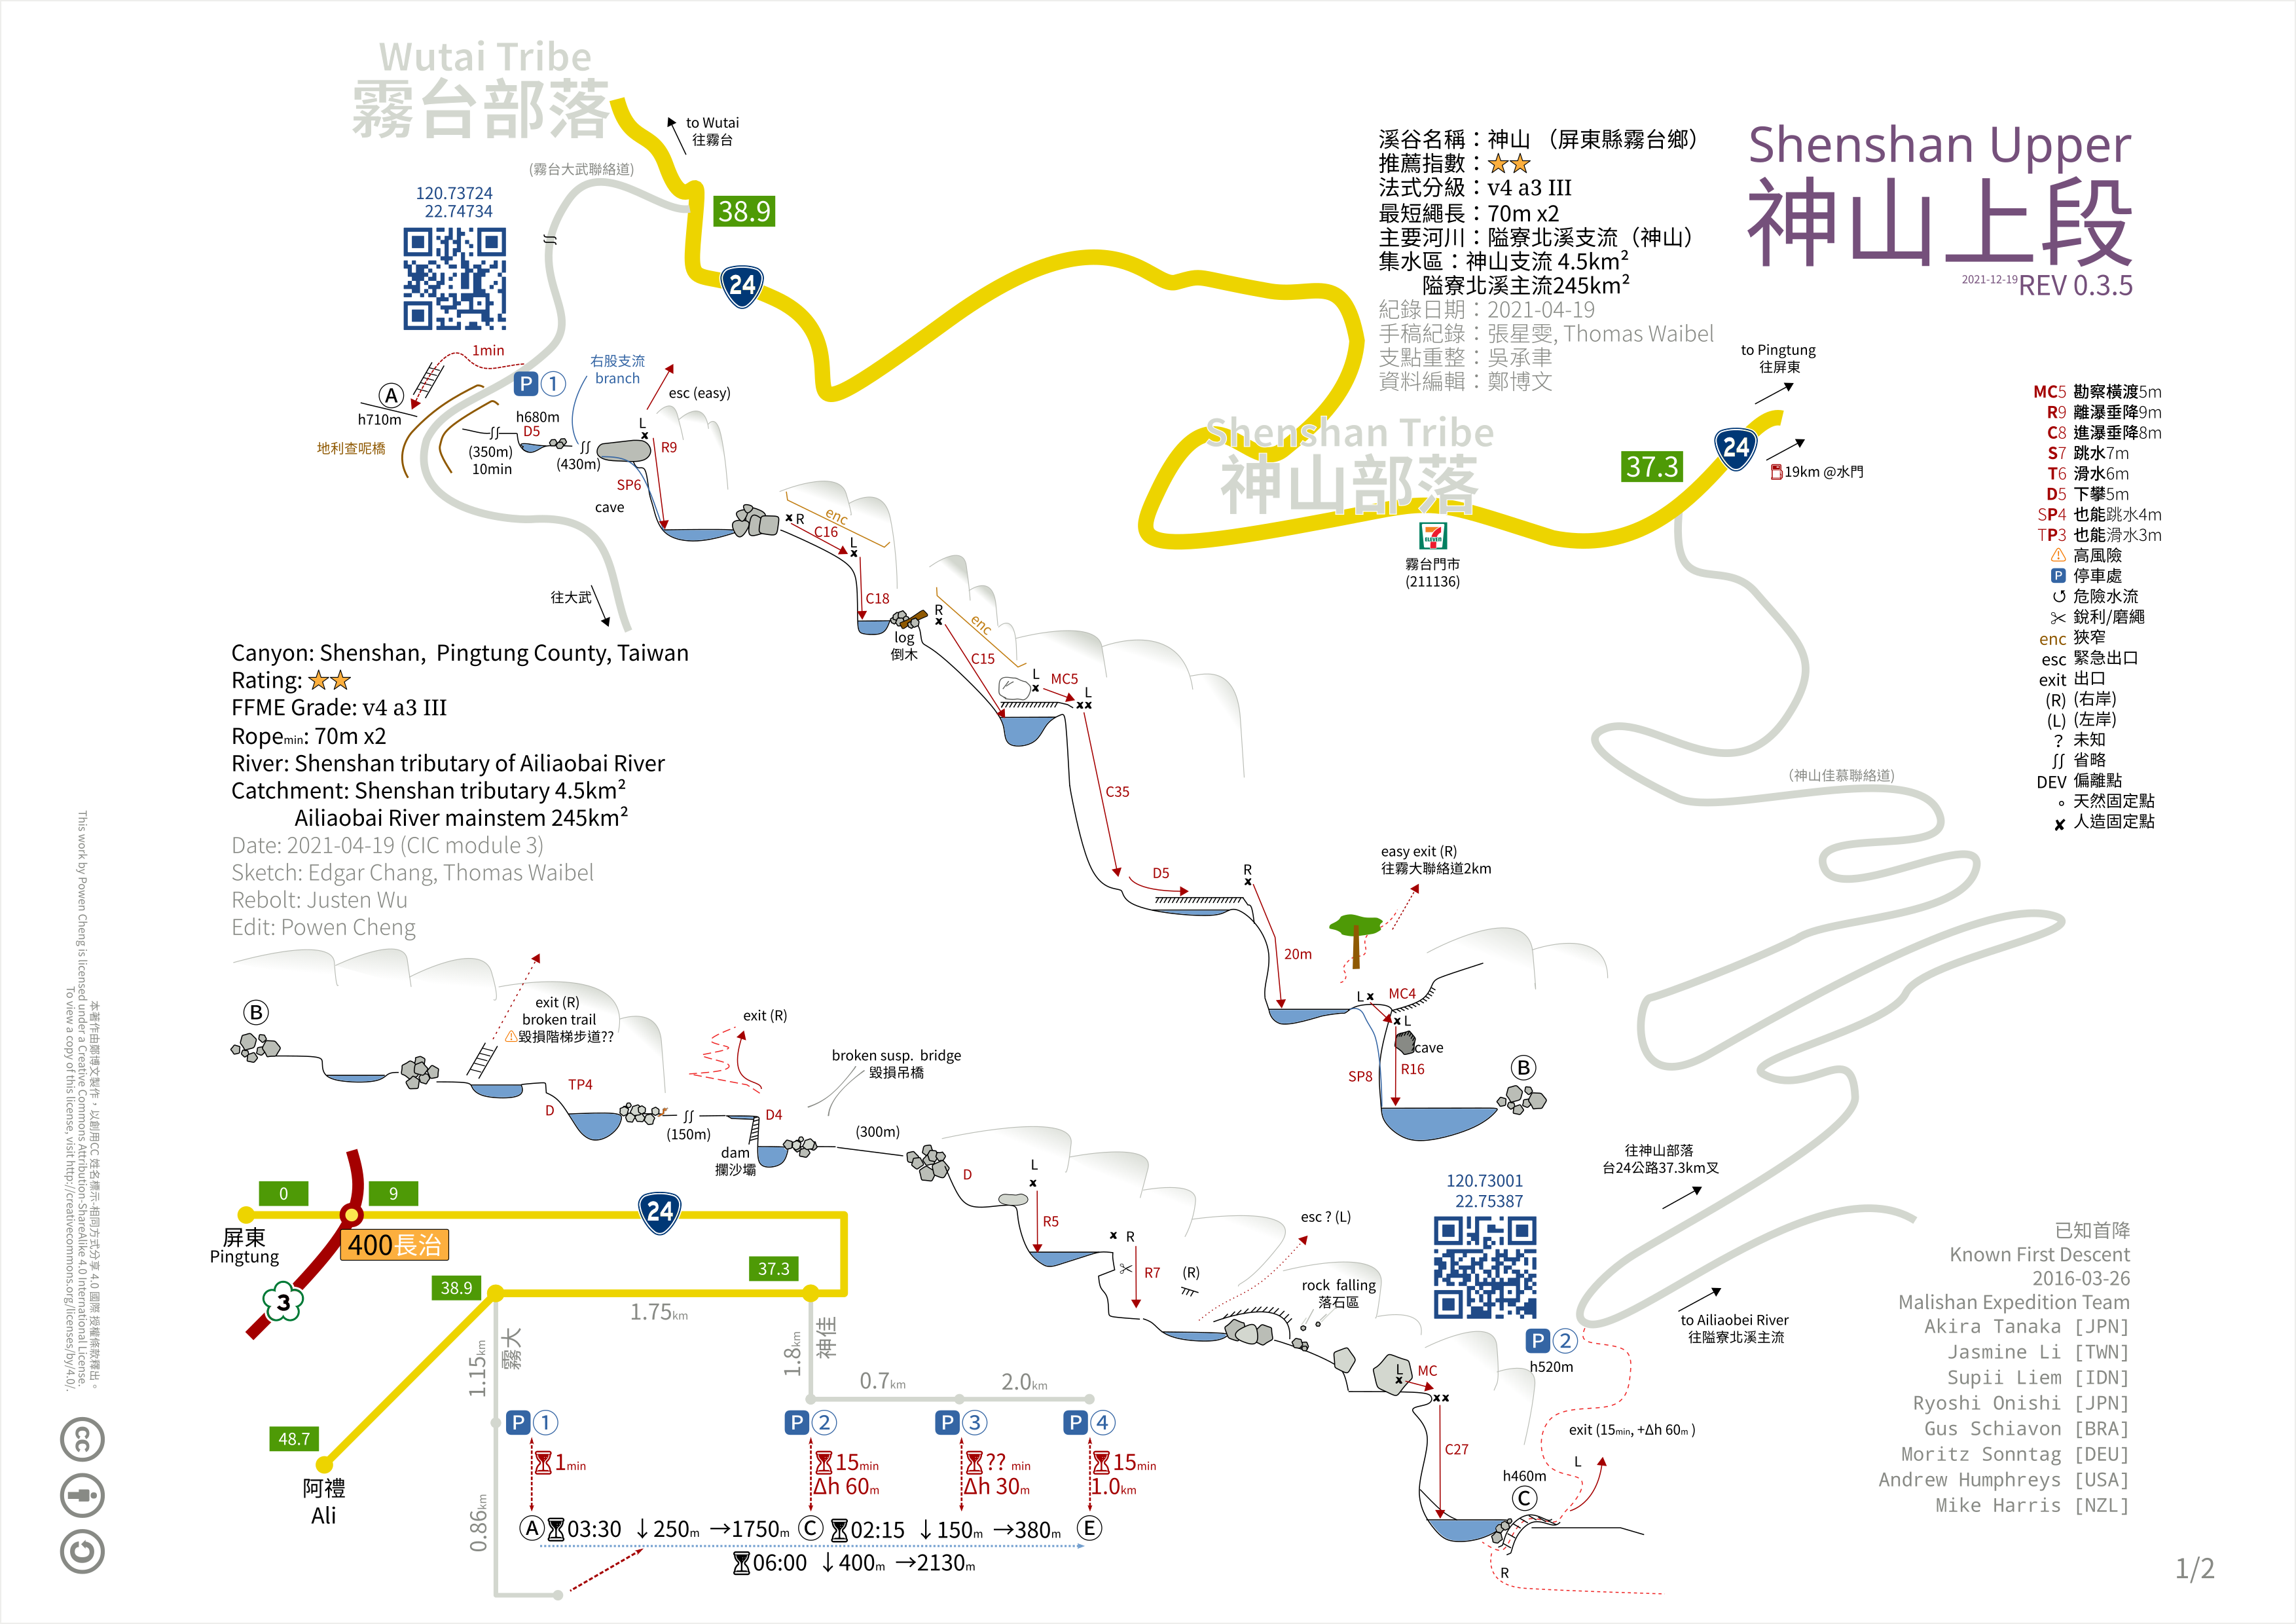 Wutai Tribe
霧台部落
to Wutai
往霧台
(霧台大武聯絡道)
120.73724
22.74734
38.9
24
溪谷名稱：神山 （屏東縣霧台鄉）
推薦指數：
法式分級：v4 a3 III
最短繩長：70m x2
主要河川：隘寮北溪支流（神山）
集水區：神山支流 4.5km²
隘寮北溪主流245km²
紀錄日期：2021-04-19
手稿紀錄：張星雯, Thomas Waibel
支點重整：吳承聿
資料編輯：鄭博文
Shenshan Upper
神山上段
2021-12-19 REV 0.3.5
to Pingtung
往屏東
24
37.3
19km @水門
Shenshan Tribe
神山部落
7
ELEVEN
霧台門市
(211136)
MC5 勘察橫渡5m
R9 離瀑垂降9m
C8 進瀑垂降8m
S7 跳水7m
T6 滑水6m
D5 下攀5m
SP4 也能跳水4m
TP3 也能滑水3m
⚠ 高風險
P 停車處
↺ 危險水流
✂ 銳利/磨繩
enc 狹窄
esc 緊急出口
exit 出口
(R) (右岸)
(L) (左岸)
? 未知
∬ 省略
DEV 偏離點
∘ 天然固定點
✘ 人造固定點
1min
A
h710m
地利查呢橋
P 1
h680m
D5
(350m)
10min
右股支流
branch
(430m)
esc (easy)
L
R9
SP6
cave
R
enc
C16
L
C18
log
倒木
R
enc
C15
L
MC5
L
C35
D5
R
20m
easy exit (R)
往霧大聯絡道2km
L
MC4
L
cave
SP8
R16
B
往大武
(神山佳慕聯絡道)
Canyon: Shenshan, Pingtung County, Taiwan
Rating:
FFME Grade: v4 a3 III
Ropemin: 70m x2
River: Shenshan tributary of Ailiaobai River
Catchment: Shenshan tributary 4.5km²
Ailiaobai River mainstem 245km²
Date: 2021-04-19 (CIC module 3)
Sketch: Edgar Chang, Thomas Waibel
Rebolt: Justen Wu
Edit: Powen Cheng
B
exit (R)
broken trail
⚠毀損階梯步道??
TP4
D
(150m)
exit (R)
D4
dam
攔沙壩
broken susp. bridge
毀損吊橋
(300m)
D
L
R5
R
R7
(R)
esc ? (L)
rock falling
落石區
L
MC
C27
120.73001
22.75387
P 2
h520m
exit (15min, +Δh 60m )
L
h460m
C
R
往神山部落
台24公路37.3km叉
to Ailiaobei River
往隘寮北溪主流
0
9
屏東
Pingtung
400長治
3
24
38.9
37.3
1.75km
1.15km
霧大
1.8km
神佳
0.7km
2.0km
48.7
阿禮
Ali
0.86km
P 1
P 2
P 3
P 4
1min
15min
Δh 60m
?? min
Δh 30m
15min
1.0km
A 03:30 ↓250m →1750m C 02:15 ↓150m →380m E
06:00 ↓400m →2130m
已知首降
Known First Descent
2016-03-26
Malishan Expedition Team
Akira Tanaka [JPN]
Jasmine Li [TWN]
Supii Liem [IDN]
Ryoshi Onishi [JPN]
Gus Schiavon [BRA]
Moritz Sonntag [DEU]
Andrew Humphreys [USA]
Mike Harris [NZL]
1/2
本著作由鄭博文製作，以創用CC 姓名標示-相同方式分享 4.0 國際 授權條款釋出。
This work by Powen Cheng is licensed under a Creative Commons Attribution-ShareAlike 4.0 International License.
To view a copy of this license, visit http://creativecommons.org/licenses/by/4.0/.
cc